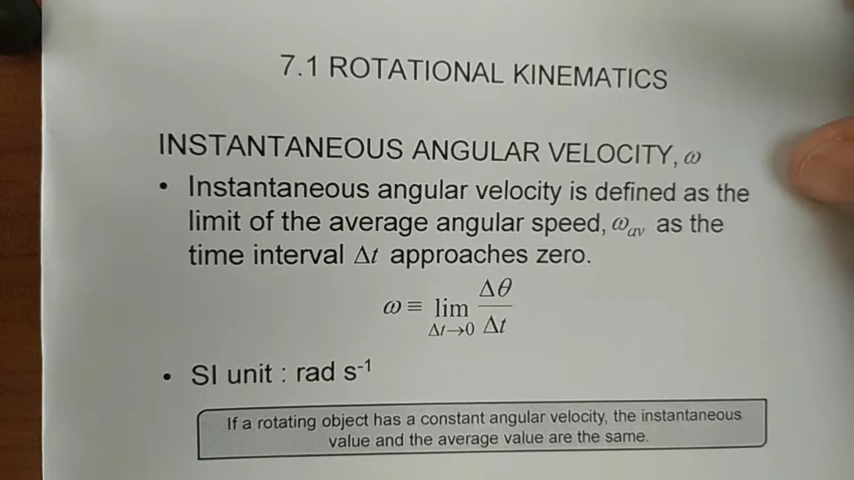 7.1 ROTATIONAL KINEMATICS
INSTANTANEOUS ANGULAR VELOCITY, ω
• Instantaneous angular velocity is defined as the
limit of the average angular speed, ω_av as the
time interval Δt approaches zero.
ω ≡ lim_{Δt→0} Δθ/Δt
• SI unit : rad s⁻¹
If a rotating object has a constant angular velocity, the instantaneous
value and the average value are the same.